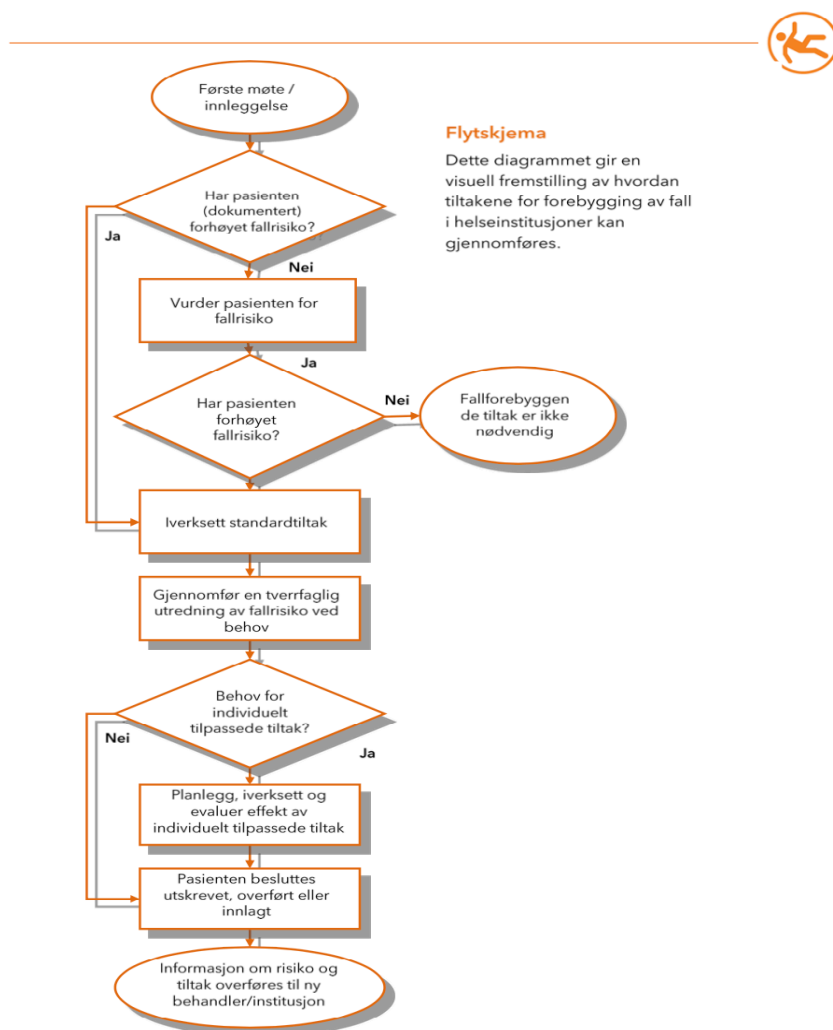 Første møte /
innleggelse
Flytskjema
Dette diagrammet gir en
visuell fremstilling av hvordan
tiltakene for forebygging av fall
i helseinstitusjoner kan
gjennomføres.
Har pasienten
(dokumentert)
forhøyet fallrisiko?
Ja
Nei
Vurder pasienten for
fallrisiko
Ja
Har pasienten
forhøyet
fallrisiko?
Nei
Fallforebyggen
de tiltak er ikke
nødvendig
Iverksett standardtiltak
Gjennomfør en tverrfaglig
utredning av fallrisiko ved
behov
Behov for
individuelt
tilpassede tiltak?
Nei
Ja
Planlegg, iverksett og
evaluer effekt av
individuelt tilpassede tiltak
Pasienten besluttes
utskrevet, overført eller
innlagt
Informasjon om risiko og
tiltak overføres til ny
behandler/institusjon